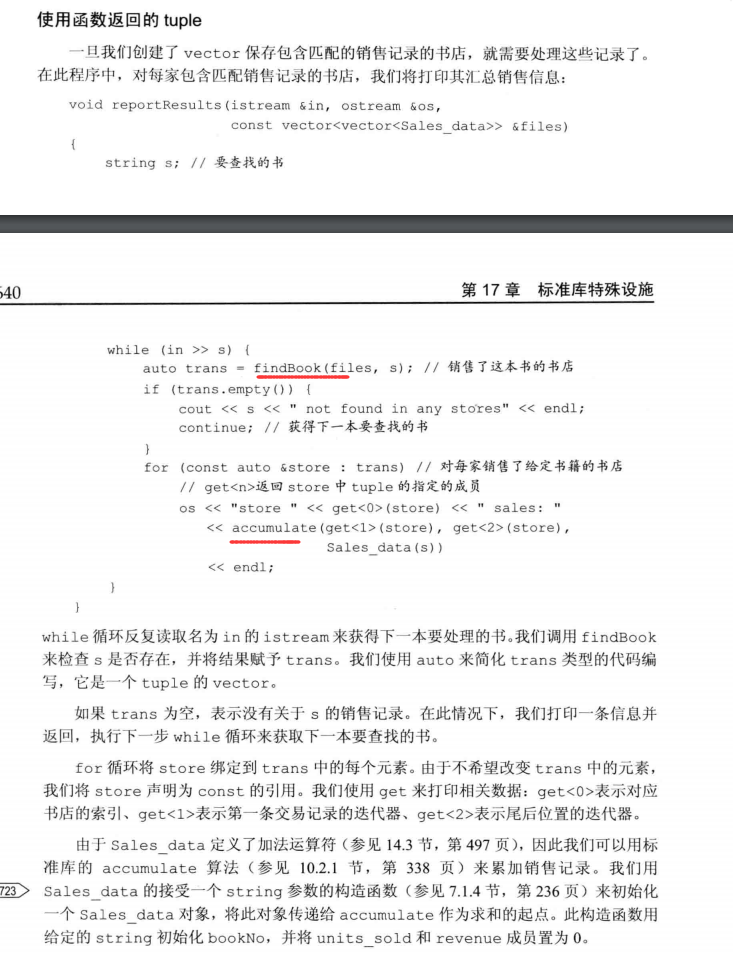 使用函数返回的 tuple
一旦我们创建了 vector 保存包含匹配的销售记录的书店，就需要处理这些记录了。
在此程序中，对每家包含匹配销售记录的书店，我们将打印其汇总销售信息：
void reportResults(istream &in, ostream &os,
const vector<vector<Sales_data>> &files)
{
string s; // 要查找的书
640
第 17 章 标准库特殊设施
while (in >> s) {
auto trans = findBook(files, s); // 销售了这本书的书店
if (trans.empty()) {
cout << s << " not found in any stores" << endl;
continue; // 获得下一本要查找的书
}
for (const auto &store : trans) // 对每家销售了给定书籍的书店
// get<n>返回 store 中 tuple 的指定的成员
os << "store " << get<0>(store) << " sales: "
<< accumulate(get<1>(store), get<2>(store),
Sales_data(s))
<< endl;
}
}
while 循环反复读取名为 in 的 istream 来获得下一本要处理的书。我们调用 findBook
来检查 s 是否存在，并将结果赋予 trans。我们使用 auto 来简化 trans 类型的代码编
写，它是一个 tuple 的 vector。
如果 trans 为空，表示没有关于 s 的销售记录。在此情况下，我们打印一条信息并
返回，执行下一步 while 循环来获取下一本要查找的书。
for 循环将 store 绑定到 trans 中的每个元素。由于不希望改变 trans 中的元素，
我们将 store 声明为 const 的引用。我们使用 get 来打印相关数据：get<0>表示对应
书店的索引、get<1>表示第一条交易记录的迭代器、get<2>表示尾后位置的迭代器。
由于 Sales_data 定义了加法运算符（参见 14.3 节，第 497 页），因此我们可以用标
准库的 accumulate 算法（参见 10.2.1 节，第 338 页）来累加销售记录。我们用
723
Sales_data 的接受一个 string 参数的构造函数（参见 7.1.4 节，第 236 页）来初始化
一个 Sales_data 对象，将此对象传递给 accumulate 作为求和的起点。此构造函数用
给定的 string 初始化 bookNo，并将 units_sold 和 revenue 成员置为 0。